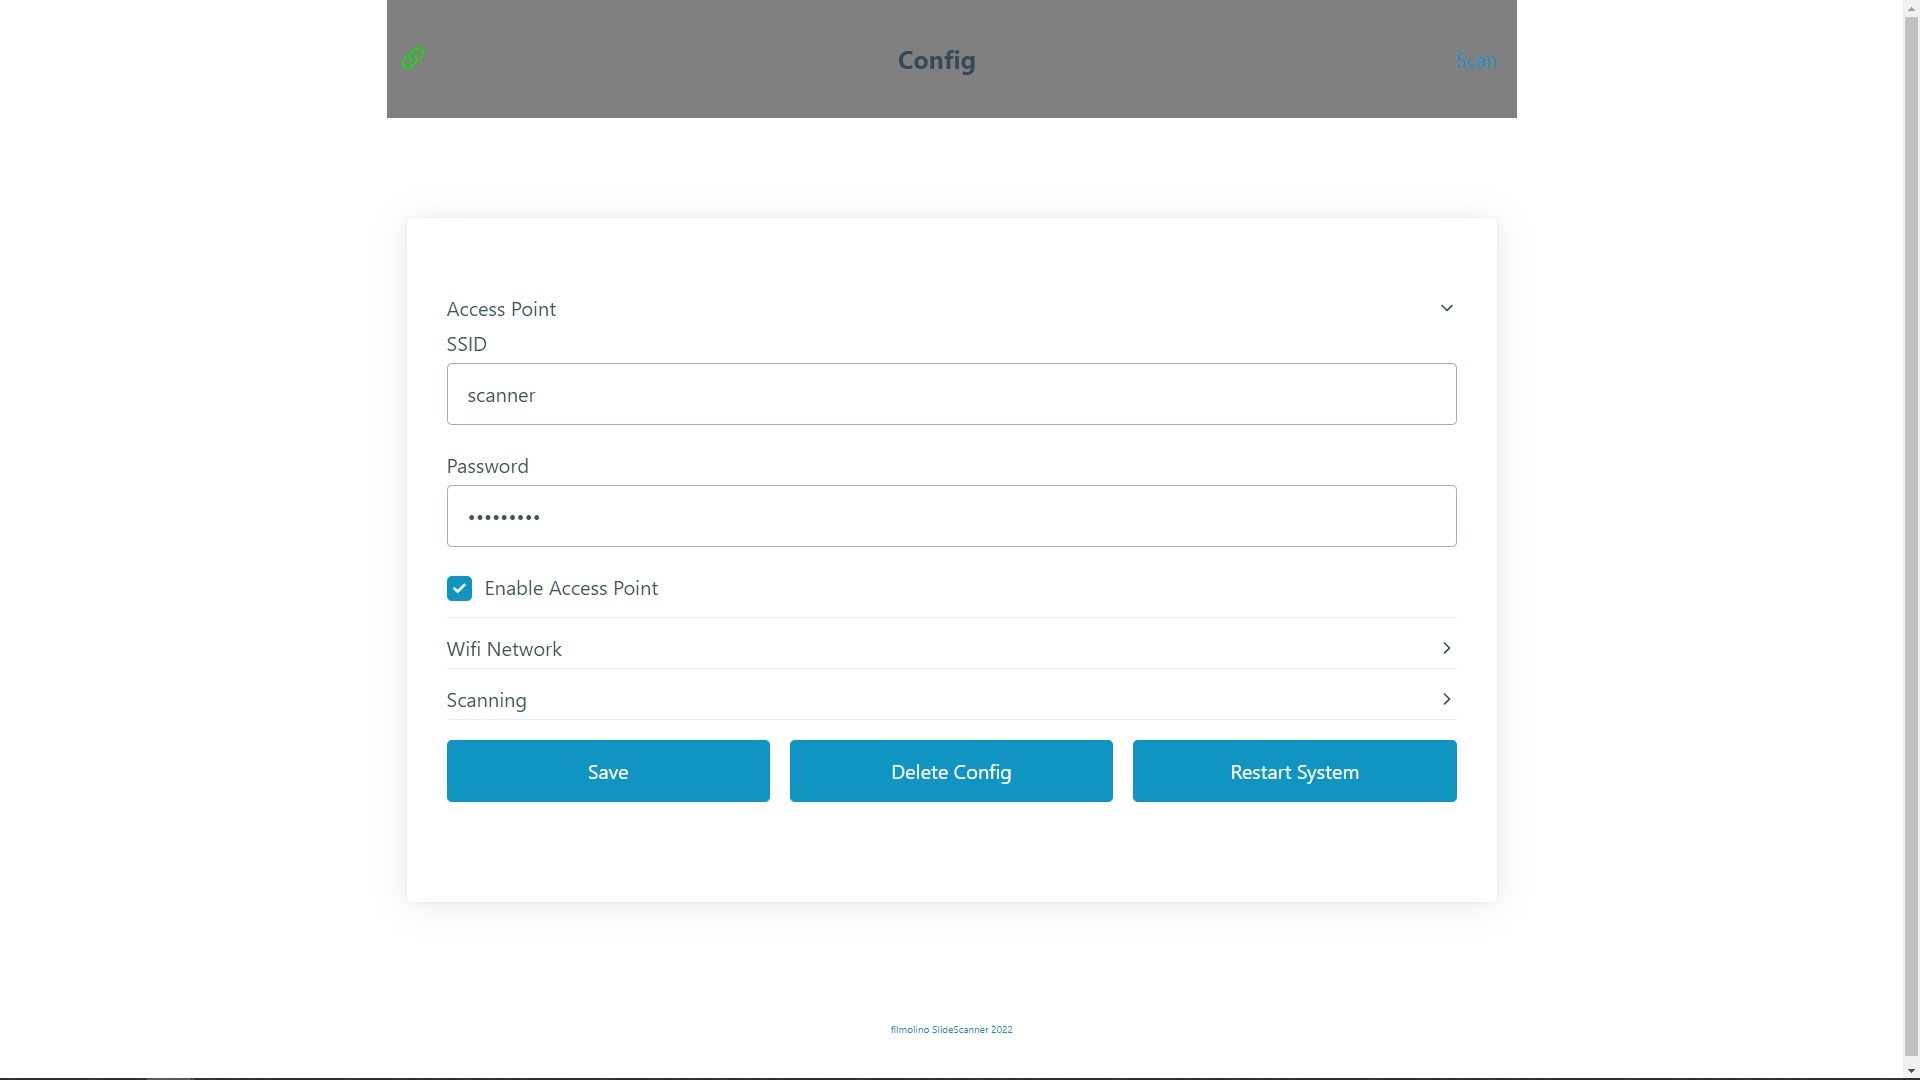 Config
Scan
Access Point
SSID
scanner
Password
•••••••••
Enable Access Point
Wifi Network
Scanning
Save
Delete Config
Restart System
filmolino SlideScanner 2022